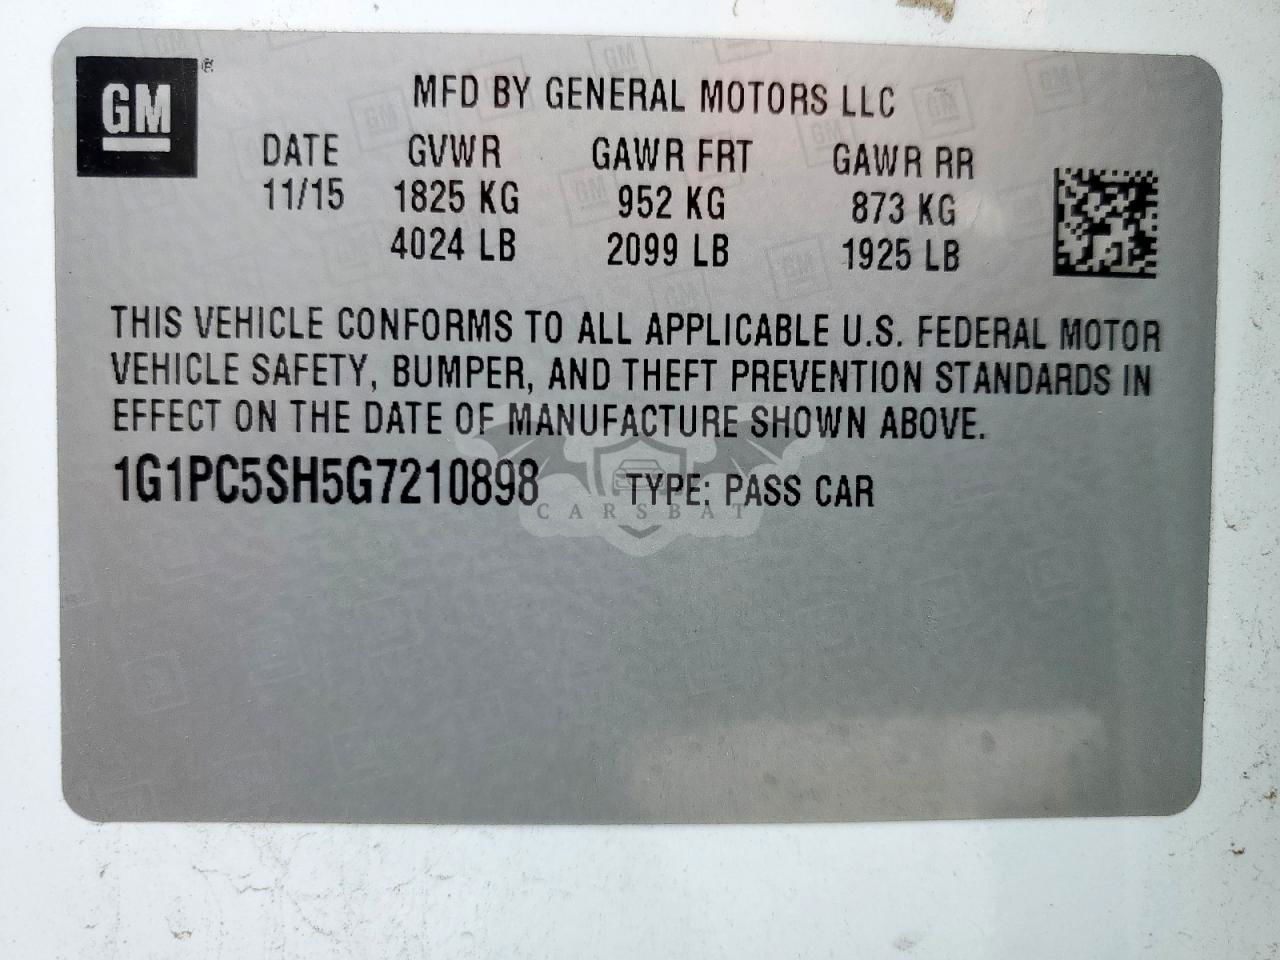 GM
MFD BY GENERAL MOTORS LLC
DATE GVWR GAWR FRT GAWR RR
11/15 1825 KG 952 KG 873 KG
4024 LB 2099 LB 1925 LB
THIS VEHICLE CONFORMS TO ALL APPLICABLE U.S. FEDERAL MOTOR
VEHICLE SAFETY, BUMPER, AND THEFT PREVENTION STANDARDS IN
EFFECT ON THE DATE OF MANUFACTURE SHOWN ABOVE.
1G1PC5SH5G7210898 TYPE: PASS CAR
CARSBAT